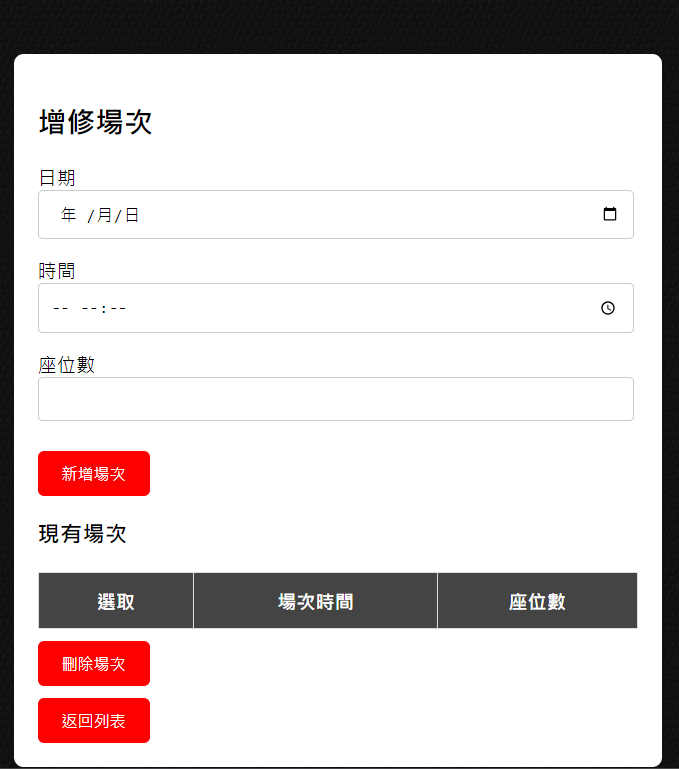 增修場次
日期
年 /月/日
時間
-- --:--
座位數
新增場次
現有場次
選取 場次時間 座位數
刪除場次
返回列表